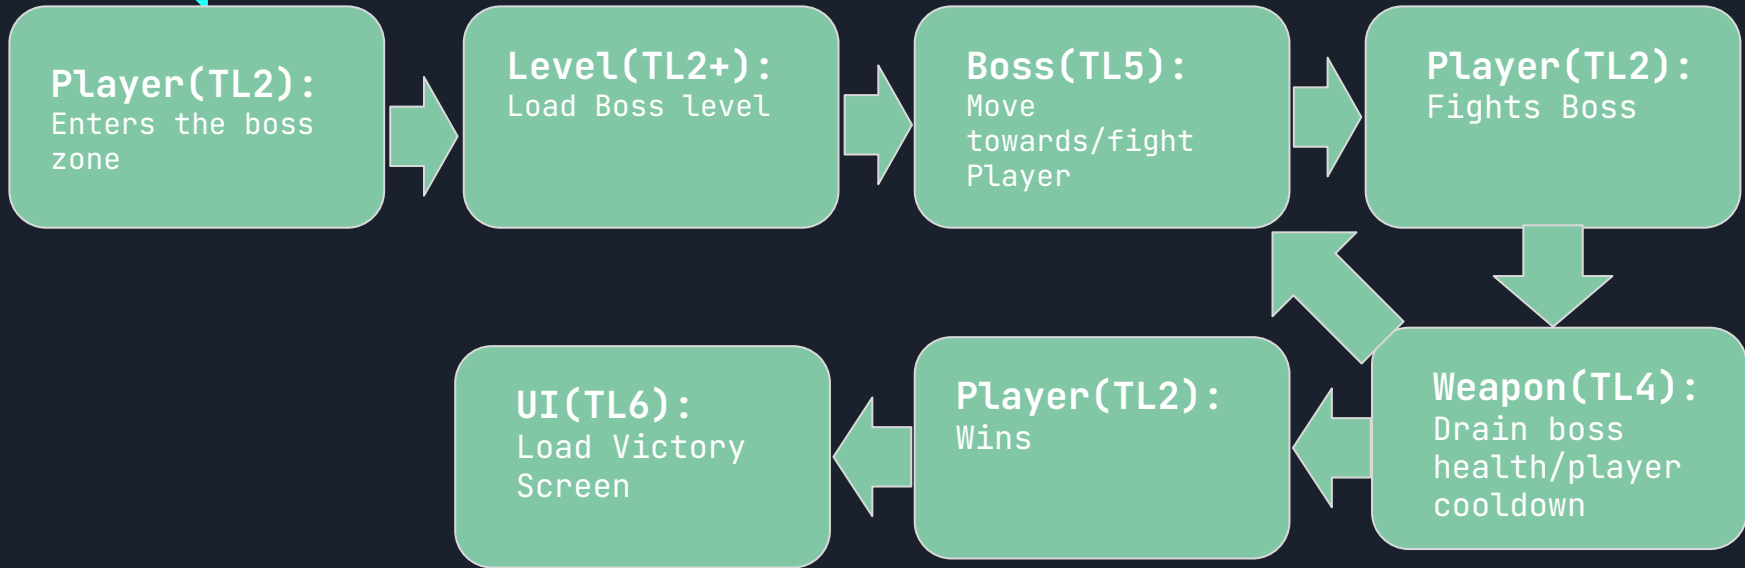 Player(TL2):
Enters the boss
zone
Level(TL2+):
Load Boss level
Boss(TL5):
Move
towards/fight
Player
Player(TL2):
Fights Boss
Weapon(TL4):
Drain boss
health/player
cooldown
Player(TL2):
Wins
UI(TL6):
Load Victory
Screen